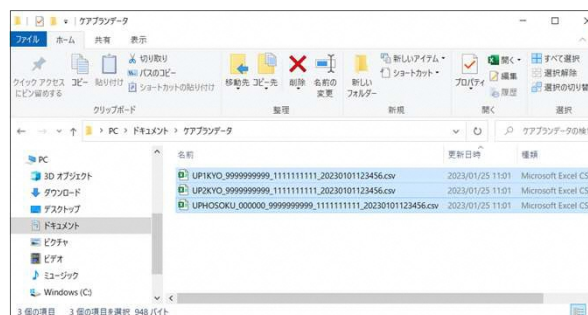 ケアプランデータ
ファイル ホーム 共有 表示
クイック アクセス にピン留めする
コピー
貼り付け
切り取り
パスのコピー
ショートカットの貼り付け
クリップボード
移動先 コピー先 削除 名前の 変更
整理
新しい フォルダー
新しいアイテム
ショートカット
新規
プロパティ
開く
編集
履歴
開く
すべて選択
選択解除
選択の切り替
選択
PC > ドキュメント > ケアプランデータ
ケアプランデータの検
PC
3D オブジェクト
ダウンロード
デスクトップ
ドキュメント
ピクチャ
ビデオ
ミュージック
Windows (C:)
名前 更新日時 種類
UP1KYO_9999999999_1111111111_20230101123456.csv 2023/01/25 11:01 Microsoft Excel CS
UP2KYO_9999999999_1111111111_20230101123456.csv 2023/01/25 11:01 Microsoft Excel CS
UPHOSOKU_000000_9999999999_1111111111_20230101123456.csv 2023/01/25 11:01 Microsoft Excel CS
3 個の項目 3 個の項目を選択 948 バイト